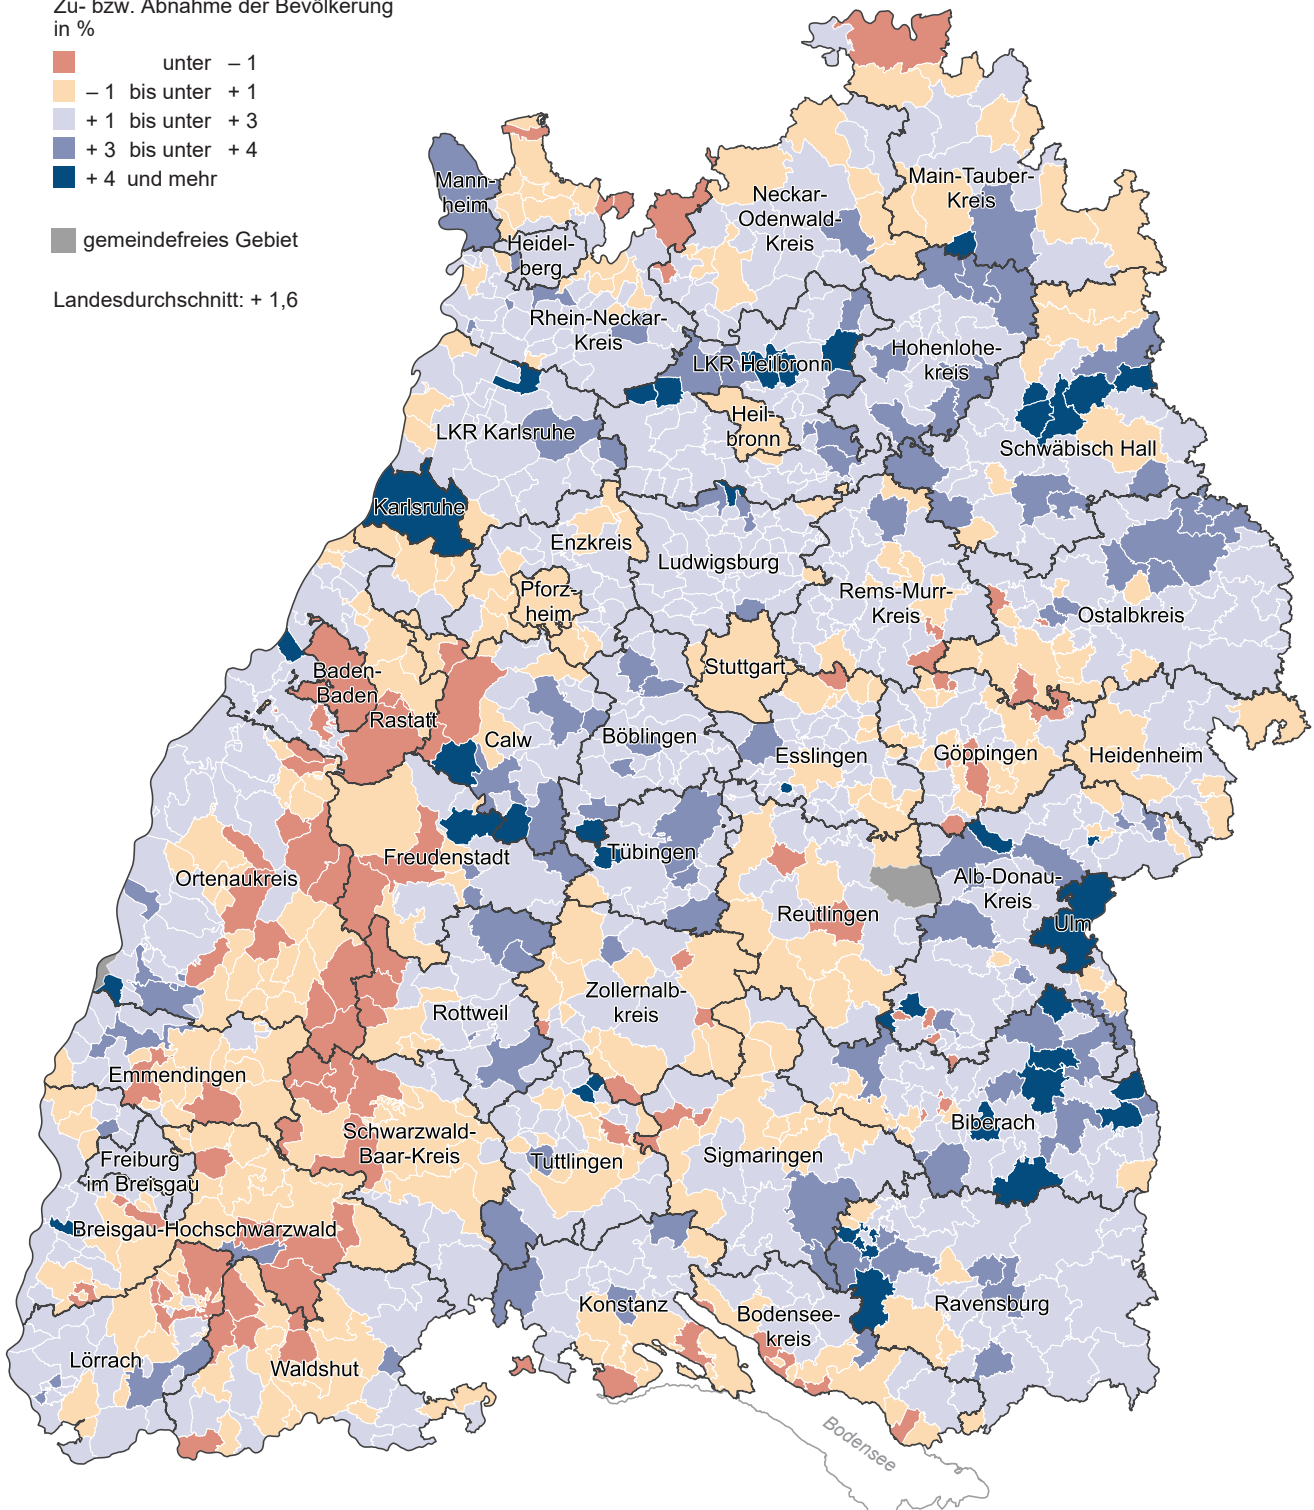 Zu- bzw. Abnahme der Bevölkerung
in %
unter – 1
– 1 bis unter + 1
+ 1 bis unter + 3
+ 3 bis unter + 4
+ 4 und mehr
gemeindefreies Gebiet
Landesdurchschnitt: + 1,6
Mann-
heim
Heidel-
berg
Neckar-
Odenwald-
Kreis
Main-Tauber-
Kreis
Rhein-Neckar-
Kreis
LKR Heilbronn
Hohenlohe-
kreis
Heil-
bronn
LKR Karlsruhe
Schwäbisch Hall
Karlsruhe
Enzkreis
Ludwigsburg
Pforz-
heim
Rems-Murr-
Kreis
Ostalbkreis
Baden-
Baden
Stuttgart
Rastatt
Calw
Böblingen
Esslingen
Göppingen
Heidenheim
Freudenstadt
Tübingen
Ortenaukreis
Alb-Donau-
Kreis
Reutlingen
Ulm
Zollernalb-
kreis
Rottweil
Emmendingen
Biberach
Schwarzwald-
Baar-Kreis
Tuttlingen
Sigmaringen
Freiburg
im Breisgau
Breisgau-Hochschwarzwald
Konstanz
Bodensee-
kreis
Ravensburg
Lörrach
Waldshut
Bodensee